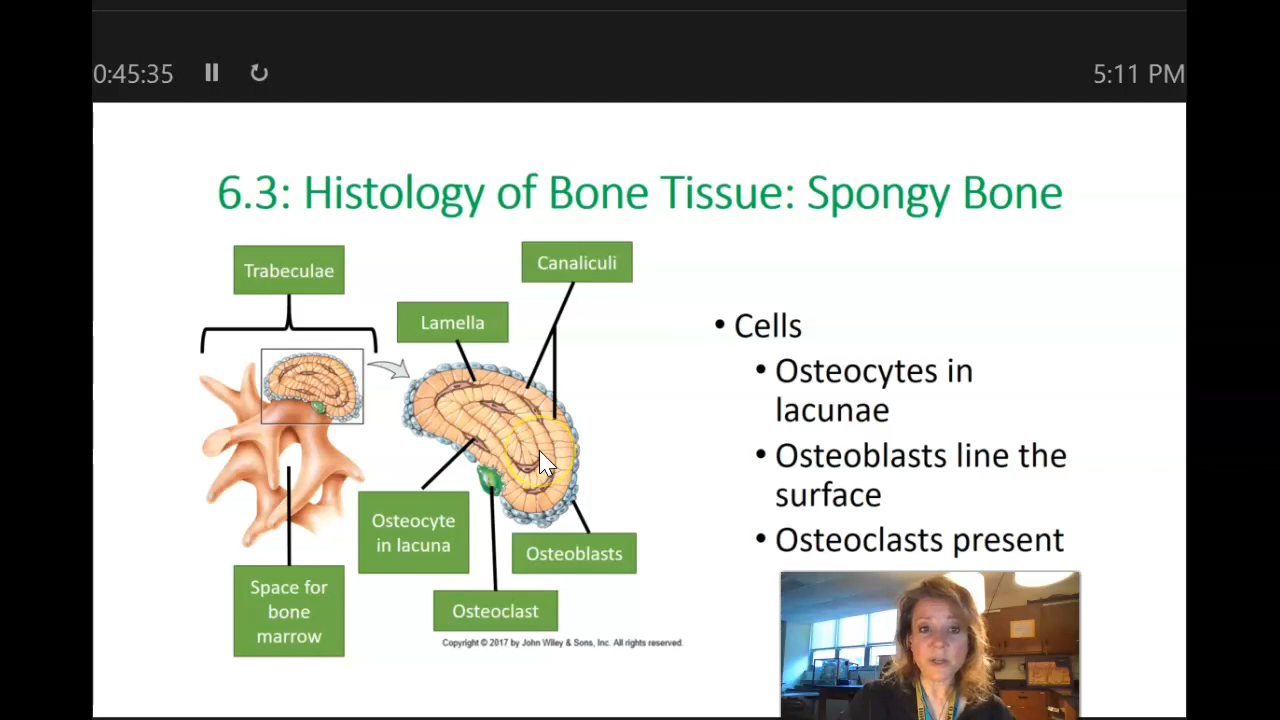 0:45:35
5:11 PM
6.3: Histology of Bone Tissue: Spongy Bone
Trabeculae
Canaliculi
Lamella
Osteocyte
in lacuna
Osteoblasts
Osteoclast
Space for
bone
marrow
Copyright © 2017 by John Wiley & Sons, Inc. All rights reserved.
• Cells
• Osteocytes in
lacunae
• Osteoblasts line the
surface
• Osteoclasts present